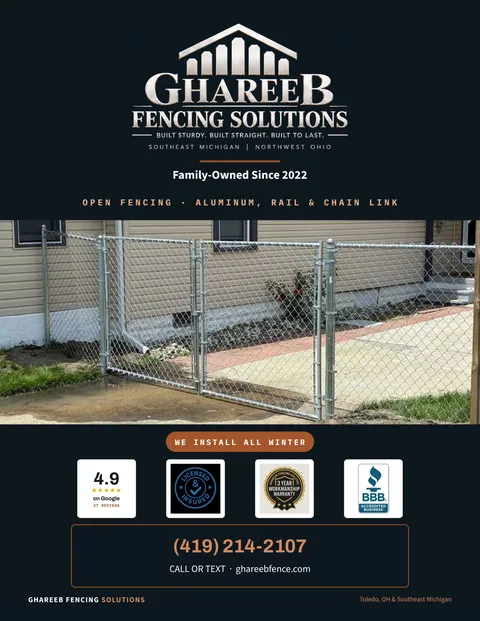 GHAREEB
FENCING SOLUTIONS
BUILT STURDY. BUILT STRAIGHT. BUILT TO LAST.
SOUTHEAST MICHIGAN | NORTHWEST OHIO
Family-Owned Since 2022
OPEN FENCING · ALUMINUM, RAIL & CHAIN LINK
WE INSTALL ALL WINTER
4.9
★★★★★
on Google
27 REVIEWS
LICENSED
&
INSURED
3 YEAR
WORKMANSHIP
WARRANTY
BBB
ACCREDITED
BUSINESS
(419) 214-2107
CALL OR TEXT · ghareebfence.com
GHAREEB FENCING SOLUTIONS
Toledo, OH & Southeast Michigan